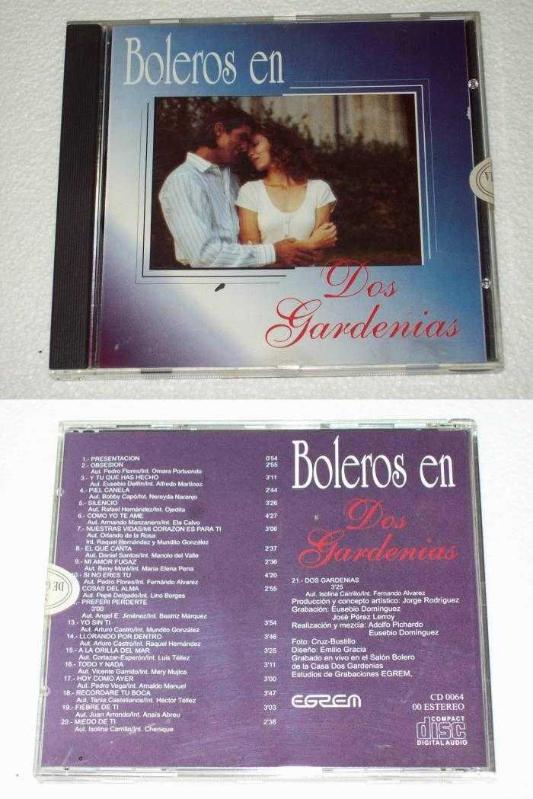 Boleros en
Dos
Gardenias
1.- PRESENTACION 0'54
2.- OBSESION 2'55
Aut. Pedro Flores/Int. Omara Portuondo
3.- Y TU QUE HAS HECHO 3'11
Aut. Eusebio Delfin/Int. Alfredo Martinez
4.- PIEL CANELA 2'44
Aut. Bobby Capó/Int. Nereyda Naranjo
5.- SILENCIO 3'26
Aut. Rafael Hernández/Int. Ojedita
6.- COMO YO TE AME 4'27
Aut. Armando Manzanero/Int. Ela Calvo
7.- NUESTRAS VIDAS/MI CORAZON ES PARA TI 3'06
Aut. Orlando de la Rosa
Int. Raquel Hernández y Mundito González
8.- EL QUE CANTA 2'37
Aut. Daniel Santos/Int. Manolo del Valle
9.- MI AMOR FUGAZ 2'36
Aut. Beny Moré/Int. María Elena Pena
10.- SI NO ERES TU 4'20
Aut. Pedro Flores/Int. Fernando Alvarez
COSAS DEL ALMA 2'55
Aut. Pepé Delgado/Int. Lino Borges
PREFERI PERDERTE
3'00
Aut. Angel E. Jiménez/Int. Beatriz Márquez
13.- YO SIN TI 3'54
Aut. Arturo Castro/Int. Mundito González
14.- LLORANDO POR DENTRO 3'46
Aut. Arturo Castro/Int. Raquel Hernández
15.- A LA ORILLA DEL MAR 3'25
Aut. Cortazar-Esperón/Int. Luis Téllez
16.- TODO Y NADA 3'11
Aut. Vicente Garrido/Int. Mery Mujica
17.- HOY COMO AYER 3'00
Aut. Pedro Vega/Int. Arnaldo Manuel
18.- RECORDARE TU BOCA 3'47
Aut. Tania Castellanos/Int. Héctor Téllez
19.- FIEBRE DE TI 3'03
Aut. Juan Arrondo/Int. Anaís Abreu
20.- MIEDO DE TI 2'36
Aut. Isolina Carrillo/Int. Cheneque
Boleros en
Dos
Gardenias
21.- DOS GARDENIAS
3'25
Aut. Isolina Carrillo/Int. Fernando Alvarez
Producción y concepto artístico: Jorge Rodríguez
Grabación: Eusebio Domínguez
José Pérez Lerroy
Realización y mezcla: Adolfo Pichardo
Eusebio Domínguez
Foto: Cruz-Bustillo
Diseño: Emilio Gracia
Grabado en vivo en el Salón Bolero
de la Casa Dos Gardenias
Estudios de Grabaciones EGREM,
EGREM
CD 0064
00 ESTEREO
COMPACT
disc
DIGITAL AUDIO